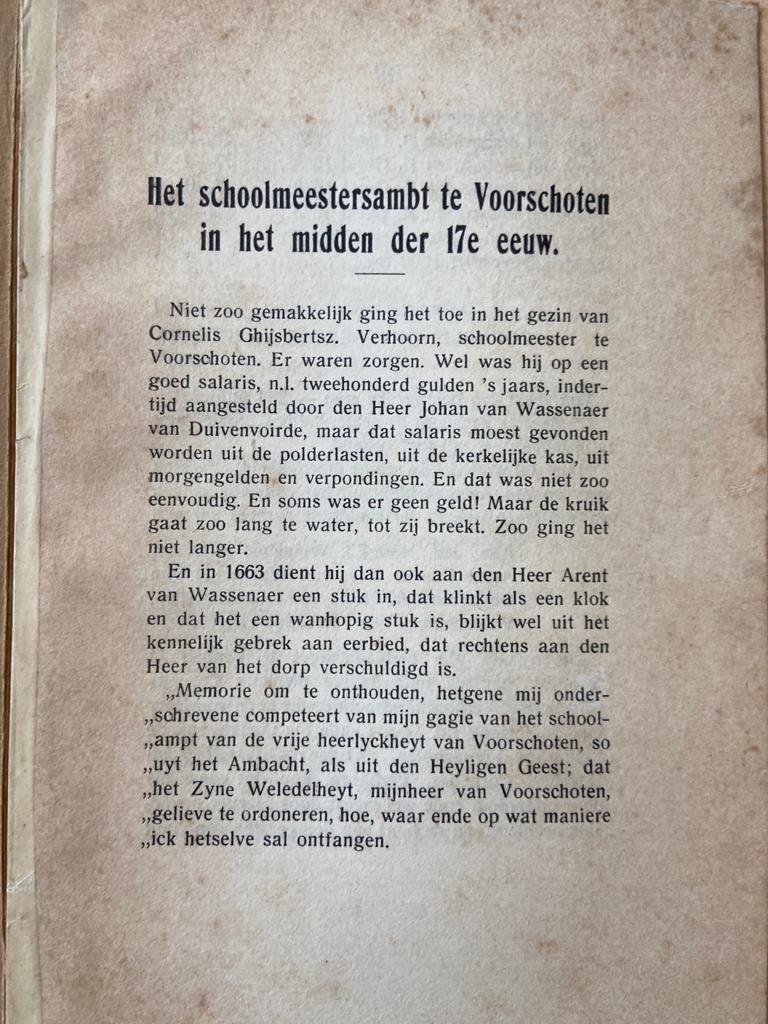 Het schoolmeestersambt te Voorschoten
in het midden der 17e eeuw.
Niet zoo gemakkelijk ging het toe in het gezin van
Cornelis Ghijsbertsz. Verhoorn, schoolmeester te
Voorschoten. Er waren zorgen. Wel was hij op een
goed salaris, n.l. tweehonderd gulden 's jaars, inder-
tijd aangesteld door den Heer Johan van Wassenaer
van Duivenvoirde, maar dat salaris moest gevonden
worden uit de polderlasten, uit de kerkelijke kas, uit
morgengelden en verpondingen. En dat was niet zoo
eenvoudig. En soms was er geen geld! Maar de kruik
gaat zoo lang te water, tot zij breekt. Zoo ging het
niet langer.
En in 1663 dient hij dan ook aan den Heer Arent
van Wassenaer een stuk in, dat klinkt als een klok
en dat het een wanhopig stuk is, blijkt wel uit het
kennelijk gebrek aan eerbied, dat rechtens aan den
Heer van het dorp verschuldigd is.
„Memorie om te onthouden, hetgene mij onder-
„schrevene competeert van mijn gagie van het school-
„ampt van de vrije heerlyckheyt van Voorschoten, so
„uyt het Ambacht, als uit den Heyligen Geest; dat
„het Zyne Weledelheyt, mijnheer van Voorschoten,
„gelieve te ordoneren, hoe, waar ende op wat maniere
„ick hetselve sal ontfangen.